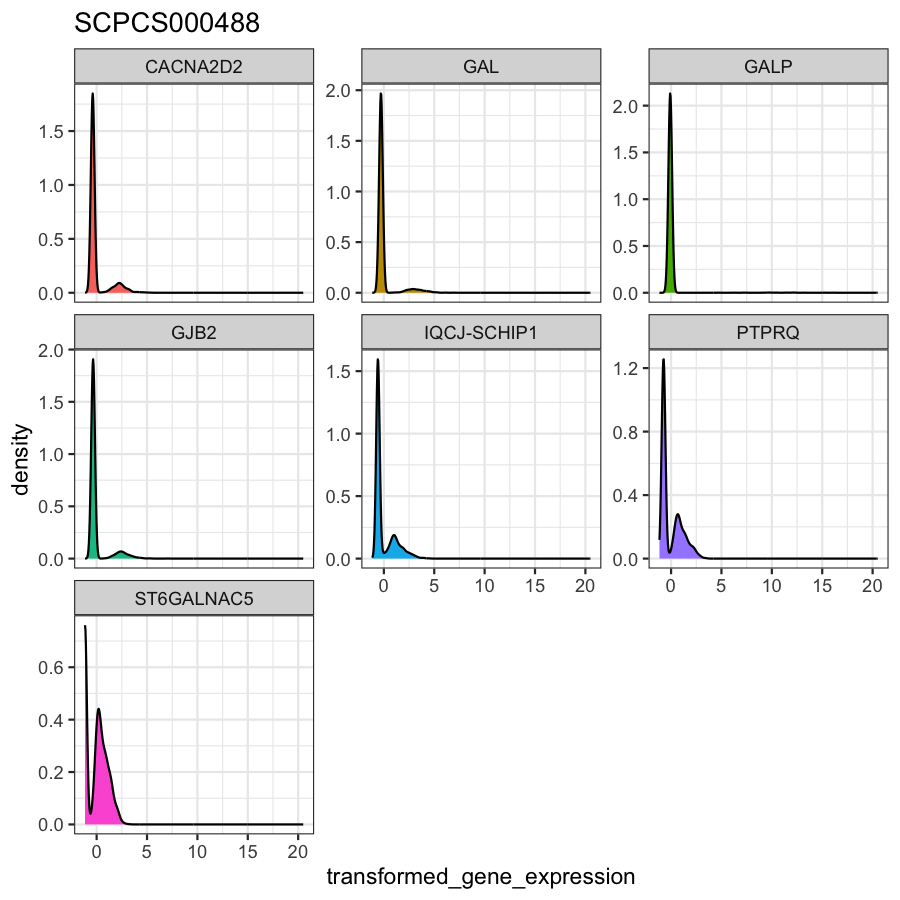 SCPCS000488
CACNA2D2 GAL GALP
1.5 1.0 0.5 0.0
2.0 1.5 1.0 0.5 0.0
2.0 1.5 1.0 0.5 0.0
GJB2 IQCJ-SCHIP1 PTPRQ
2.0 1.5 1.0 0.5 0.0
1.5 1.0 0.5 0.0
1.2 0.8 0.4 0.0
0 5 10 15 20
0 5 10 15 20
ST6GALNAC5
0.6 0.4 0.2 0.0
0 5 10 15 20
density
transformed_gene_expression